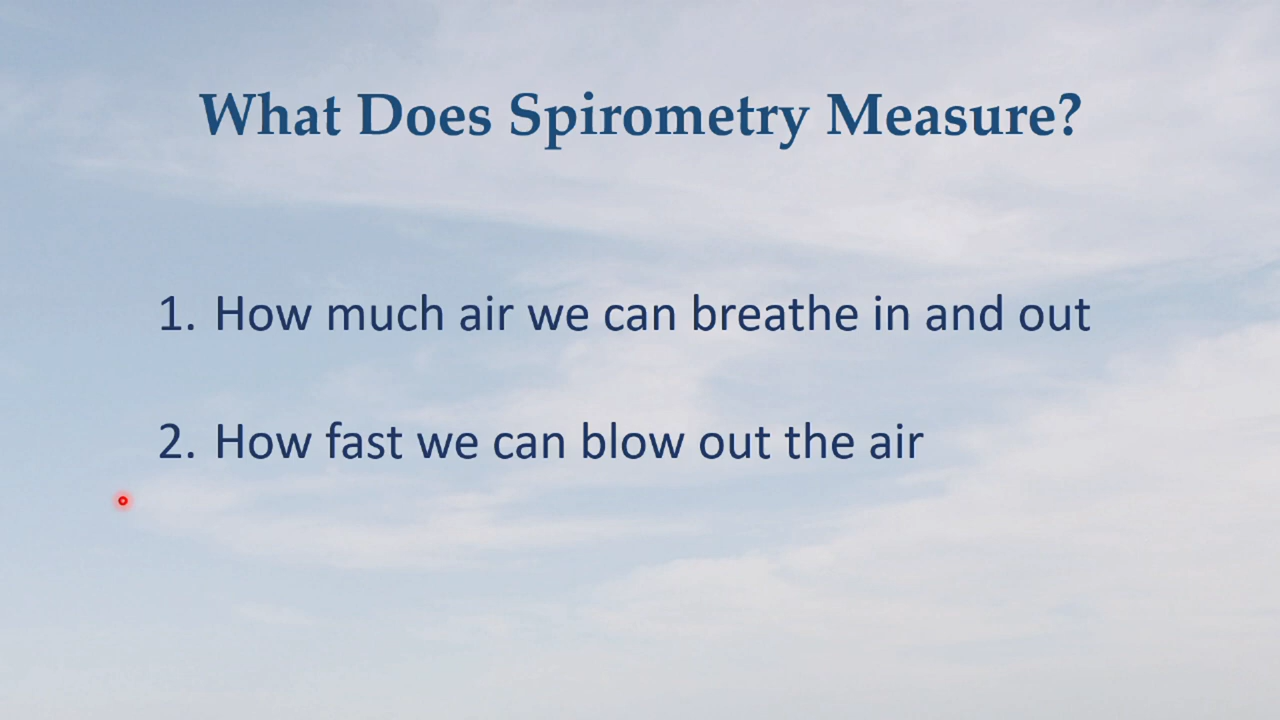 What Does Spirometry Measure?
1. How much air we can breathe in and out
2. How fast we can blow out the air